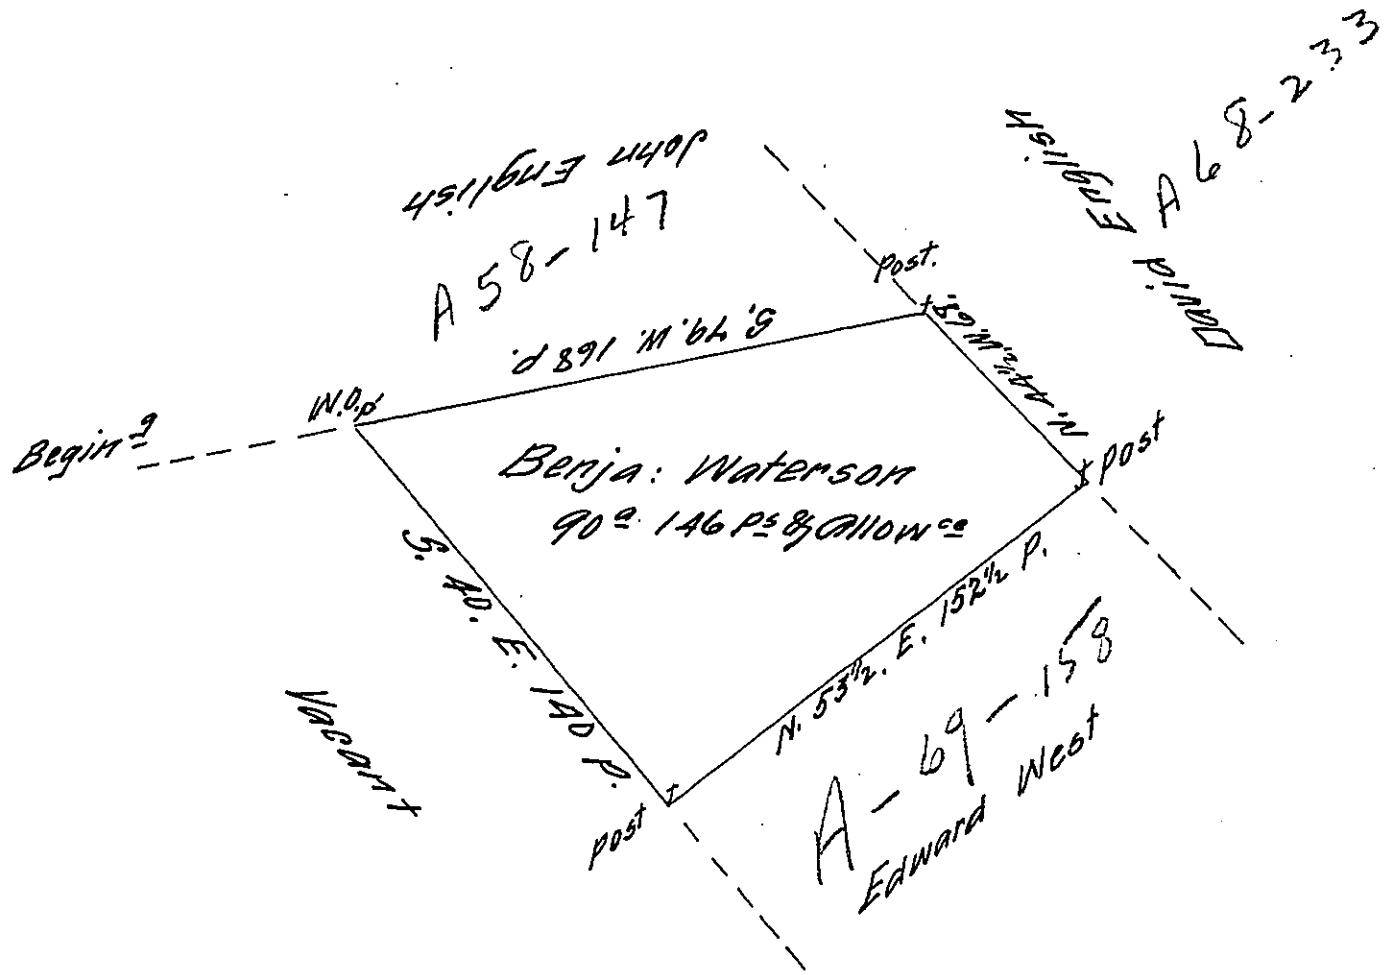 John English
A 58-147
David English
A 68-233
Post.
S. 79. W. 168 P.
N. 44½. W. 68.
W.O.p
Begin⁼ᵍ
Post
Benja: Waterson
90ᵃ 146 Pˢ & Allowᶜᵉ
S. 40. E. 140 P.
N. 53½. E. 152½ P.
Vacant
A-69-158
Edward West
Post